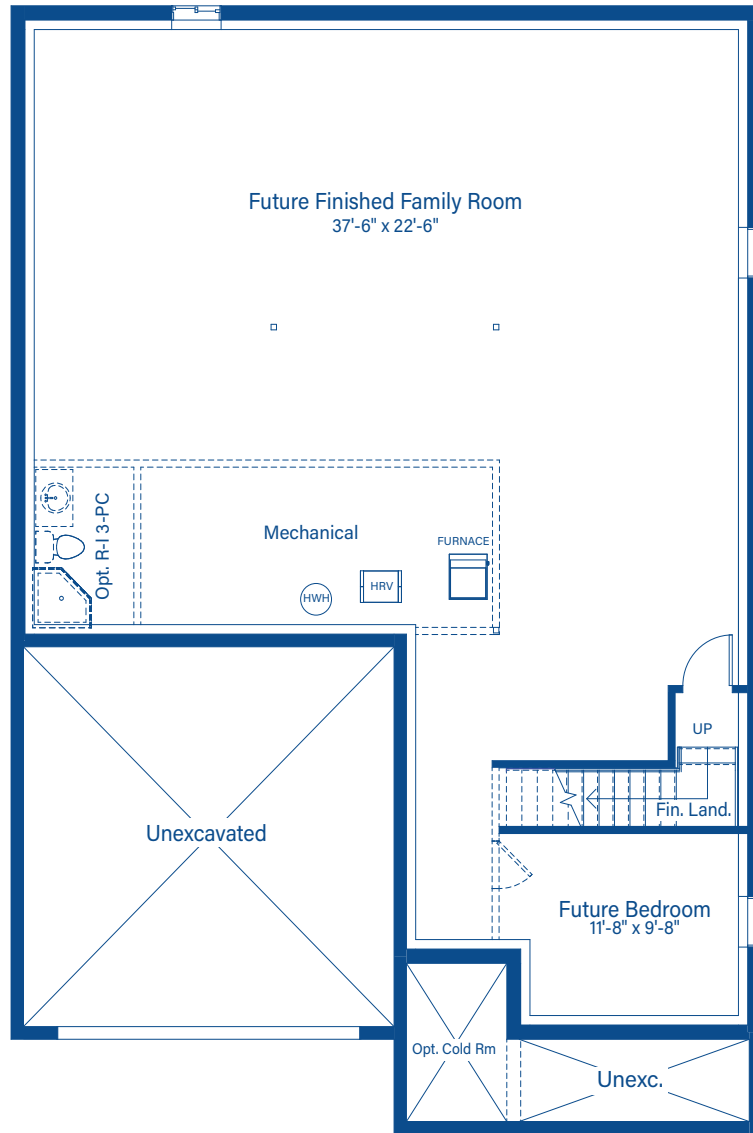 Future Finished Family Room
37'-6" x 22'-6"
Opt. R-I 3-PC
Mechanical
FURNACE
HRV
HWH
UP
Fin. Land.
Unexcavated
Future Bedroom
11'-8" x 9'-8"
Opt. Cold Rm
Unexc.